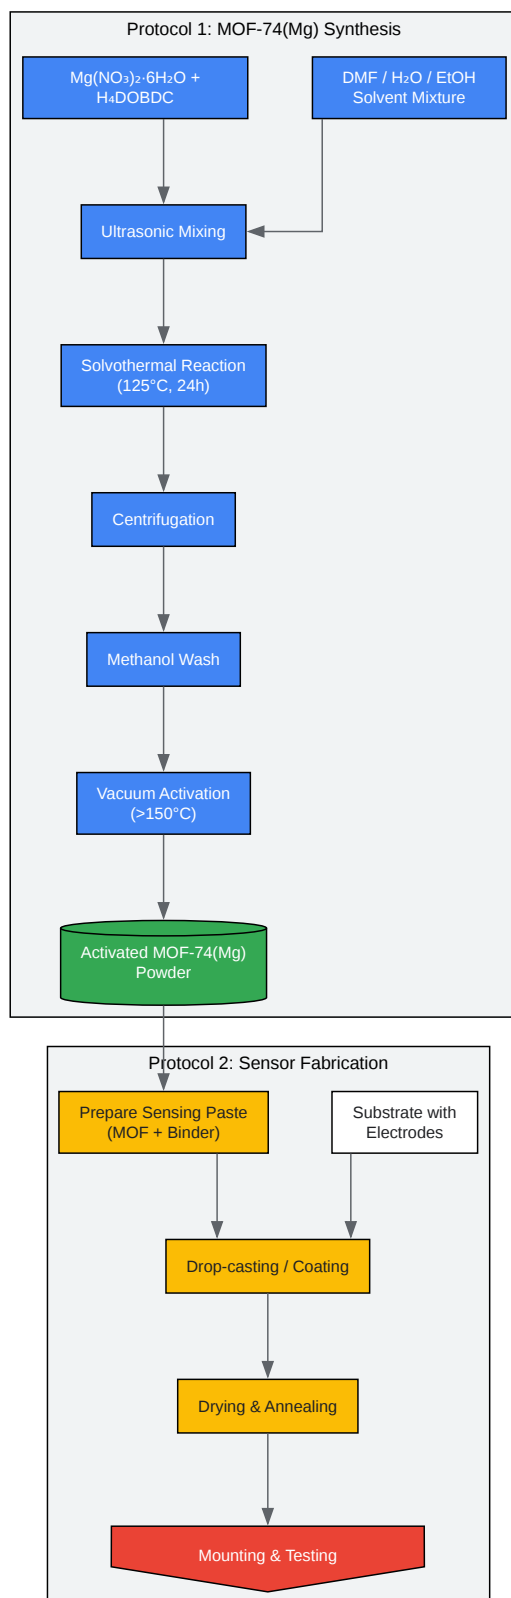 Protocol 1: MOF-74(Mg) Synthesis
Mg(NO₃)₂·6H₂O +
H₄DOBDC
DMF / H₂O / EtOH
Solvent Mixture
Ultrasonic Mixing
Solvothermal Reaction
(125°C, 24h)
Centrifugation
Methanol Wash
Vacuum Activation
(>150°C)
Activated MOF-74(Mg)
Powder
Protocol 2: Sensor Fabrication
Prepare Sensing Paste
(MOF + Binder)
Substrate with
Electrodes
Drop-casting / Coating
Drying & Annealing
Mounting & Testing